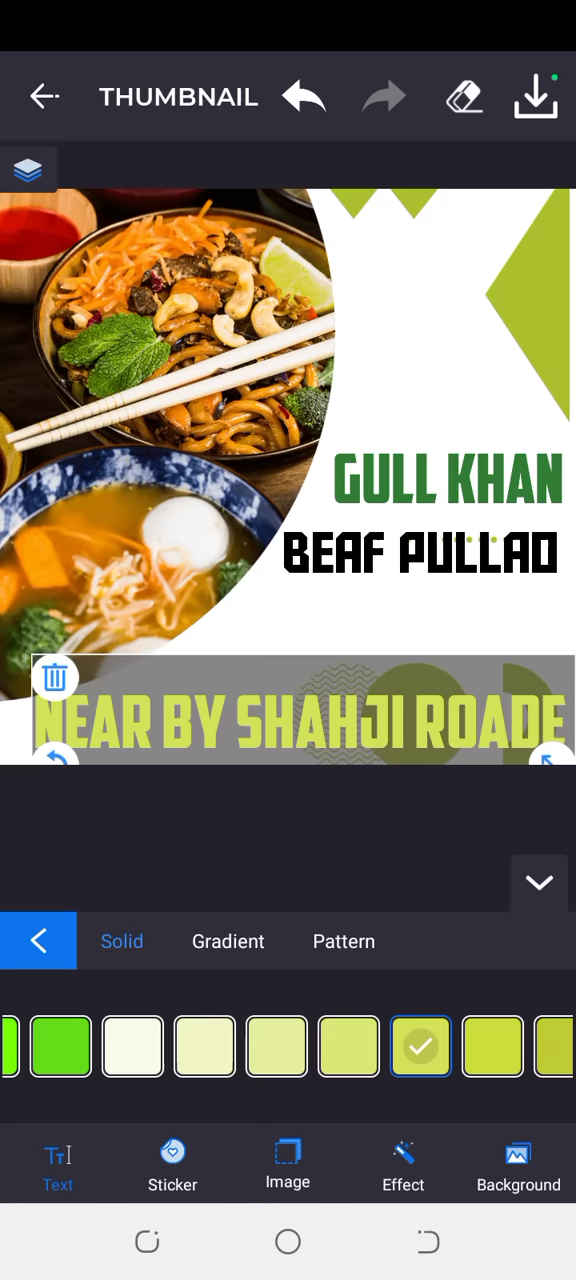 THUMBNAIL
GULL KHAN
BEAF PULLAO
NEAR BY SHAHJI ROADE
Solid Gradient Pattern
Text Sticker Image Effect Background